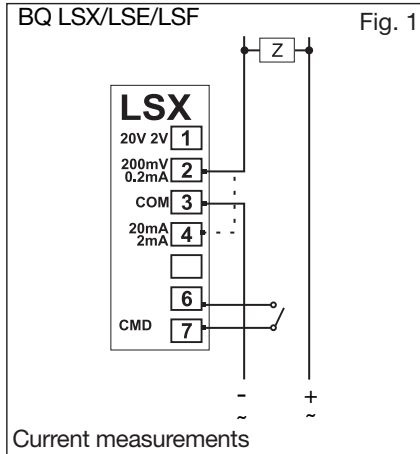 BQ LSX/LSE/LSF
Fig. 1
Z
LSX
20V 2V 1
200mV
0.2mA
2
COM 3
20mA
2mA
4
6
CMD 7
- +
~ ~
Current measurements